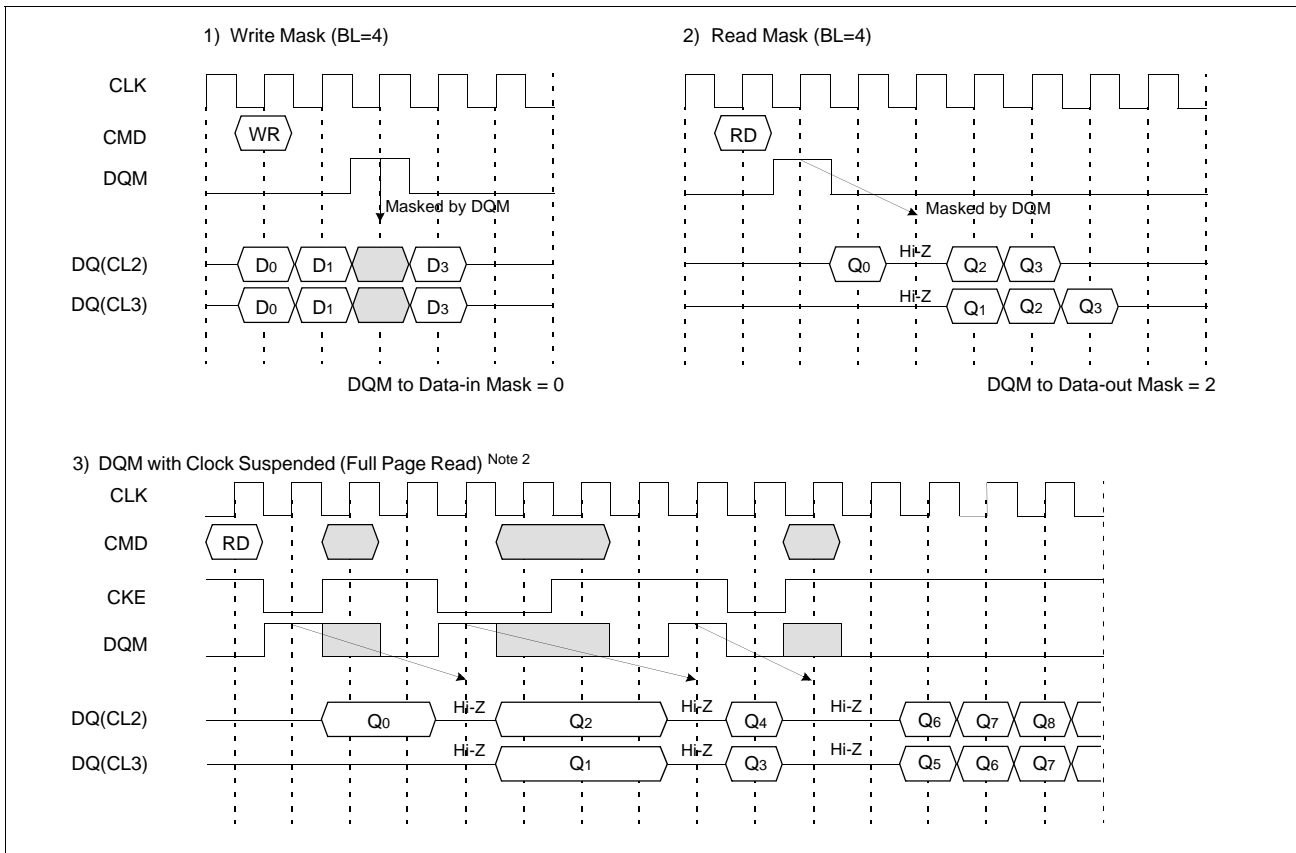 1) Write Mask (BL=4)
2) Read Mask (BL=4)
CLK
CMD
WR
RD
DQM
Masked by DQM
Masked by DQM
DQ(CL2)
D0 D1 D3
Q0 Hi-Z Q2 Q3
DQ(CL3)
D0 D1 D3
Hi-Z Q1 Q2 Q3
DQM to Data-in Mask = 0
DQM to Data-out Mask = 2
3) DQM with Clock Suspended (Full Page Read) Note 2
CLK
CMD
RD
CKE
DQM
DQ(CL2)
Q0 Hi-Z Q2 Hi-Z Q4 Hi-Z Q6 Q7 Q8
DQ(CL3)
Hi-Z Q1 Hi-Z Q3 Hi-Z Q5 Q6 Q7